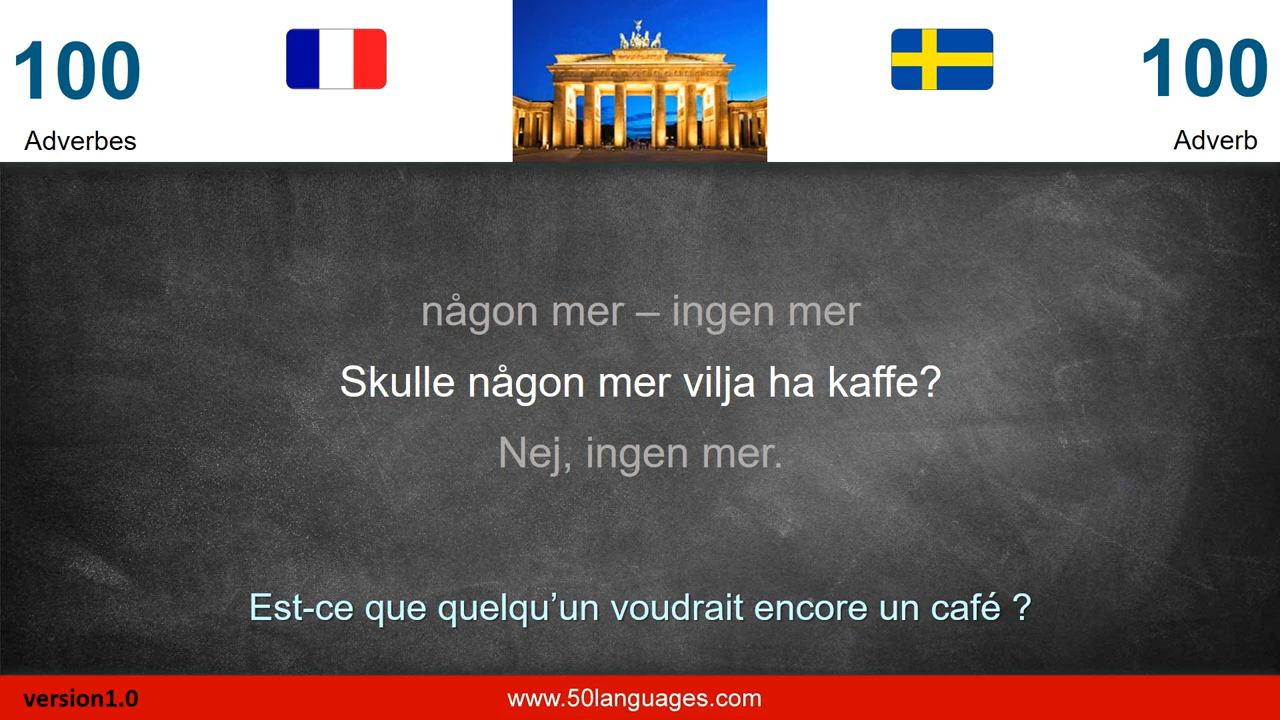 100
100
Adverbes
Adverb
någon mer – ingen mer
Skulle någon mer vilja ha kaffe?
Nej, ingen mer.
Est-ce que quelqu’un voudrait encore un café ?
version1.0
www.50languages.com